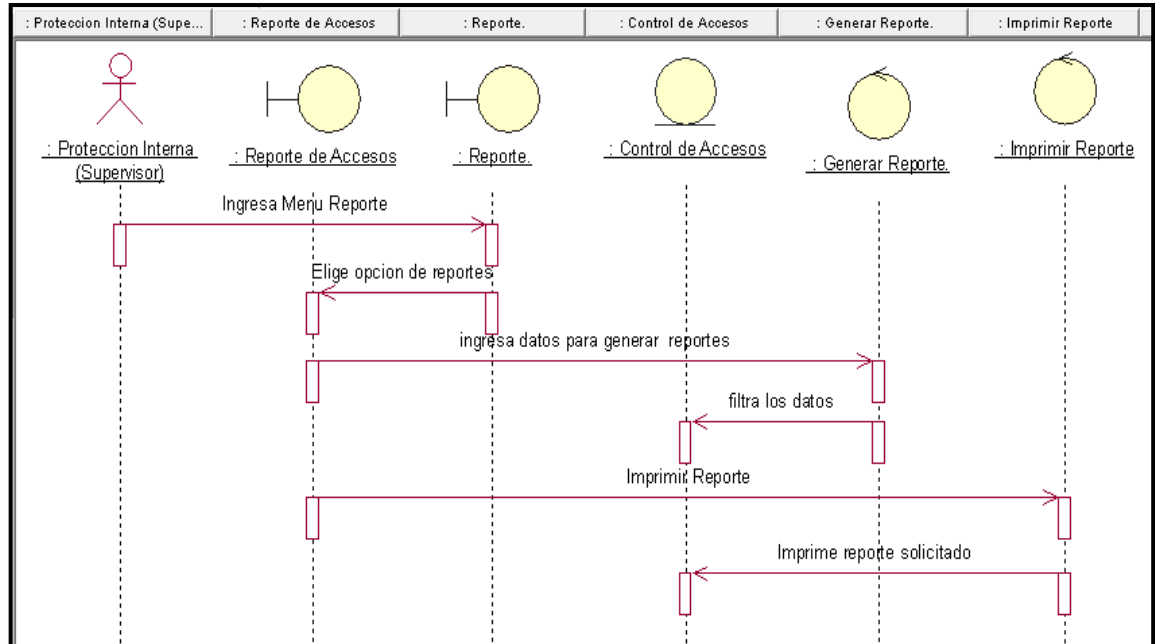 : Proteccion Interna (Supe...
: Reporte de Accesos
: Reporte.
: Control de Accesos
: Generar Reporte.
: Imprimir Reporte
: Proteccion Interna
(Supervisor)
: Reporte de Accesos
: Reporte.
: Control de Accesos
: Generar Reporte.
: Imprimir Reporte
Ingresa Menu Reporte
Elige opcion de reportes
ingresa datos para generar reportes
filtra los datos
Imprimir Reporte
Imprime reporte solicitado